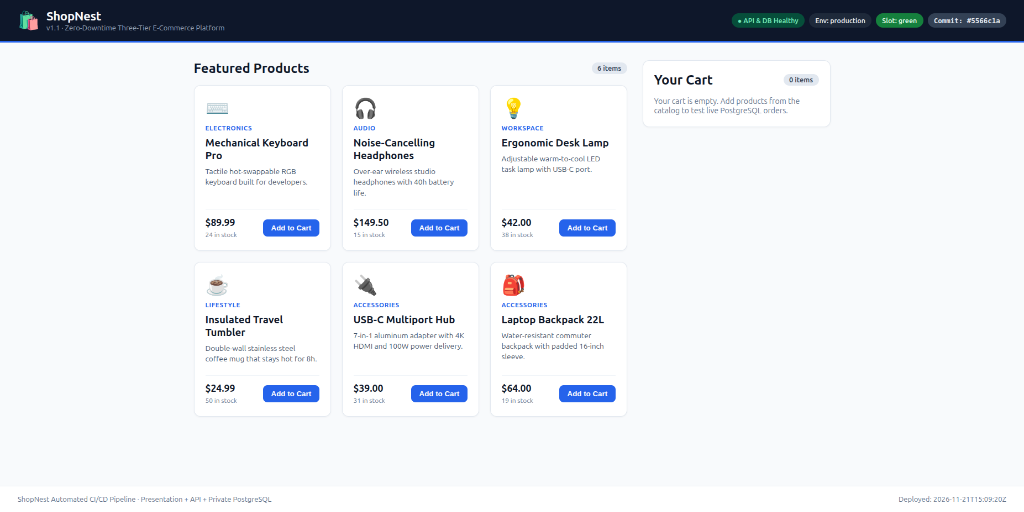 ShopNest
v1.1 · Zero-Downtime Three-Tier E-Commerce Platform
● API & DB Healthy
Env: production
Slot: green
Commit: #5566c1a
Featured Products
6 items
ELECTRONICS
Mechanical Keyboard
Pro
Tactile hot-swappable RGB
keyboard built for developers.
$89.99
24 in stock
Add to Cart
AUDIO
Noise-Cancelling
Headphones
Over-ear wireless studio
headphones with 40h battery
life.
$149.50
15 in stock
Add to Cart
WORKSPACE
Ergonomic Desk Lamp
Adjustable warm-to-cool LED
task lamp with USB-C port.
$42.00
38 in stock
Add to Cart
LIFESTYLE
Insulated Travel
Tumbler
Double-wall stainless steel
coffee mug that stays hot for 8h.
$24.99
50 in stock
Add to Cart
ACCESSORIES
USB-C Multiport Hub
7-in-1 aluminum adapter with 4K
HDMI and 100W power delivery.
$39.00
31 in stock
Add to Cart
ACCESSORIES
Laptop Backpack 22L
Water-resistant commuter
backpack with padded 16-inch
sleeve.
$64.00
19 in stock
Add to Cart
Your Cart
0 items
Your cart is empty. Add products from the
catalog to test live PostgreSQL orders.
ShopNest Automated CI/CD Pipeline · Presentation + API + Private PostgreSQL
Deployed: 2026-11-21T15:09:20Z